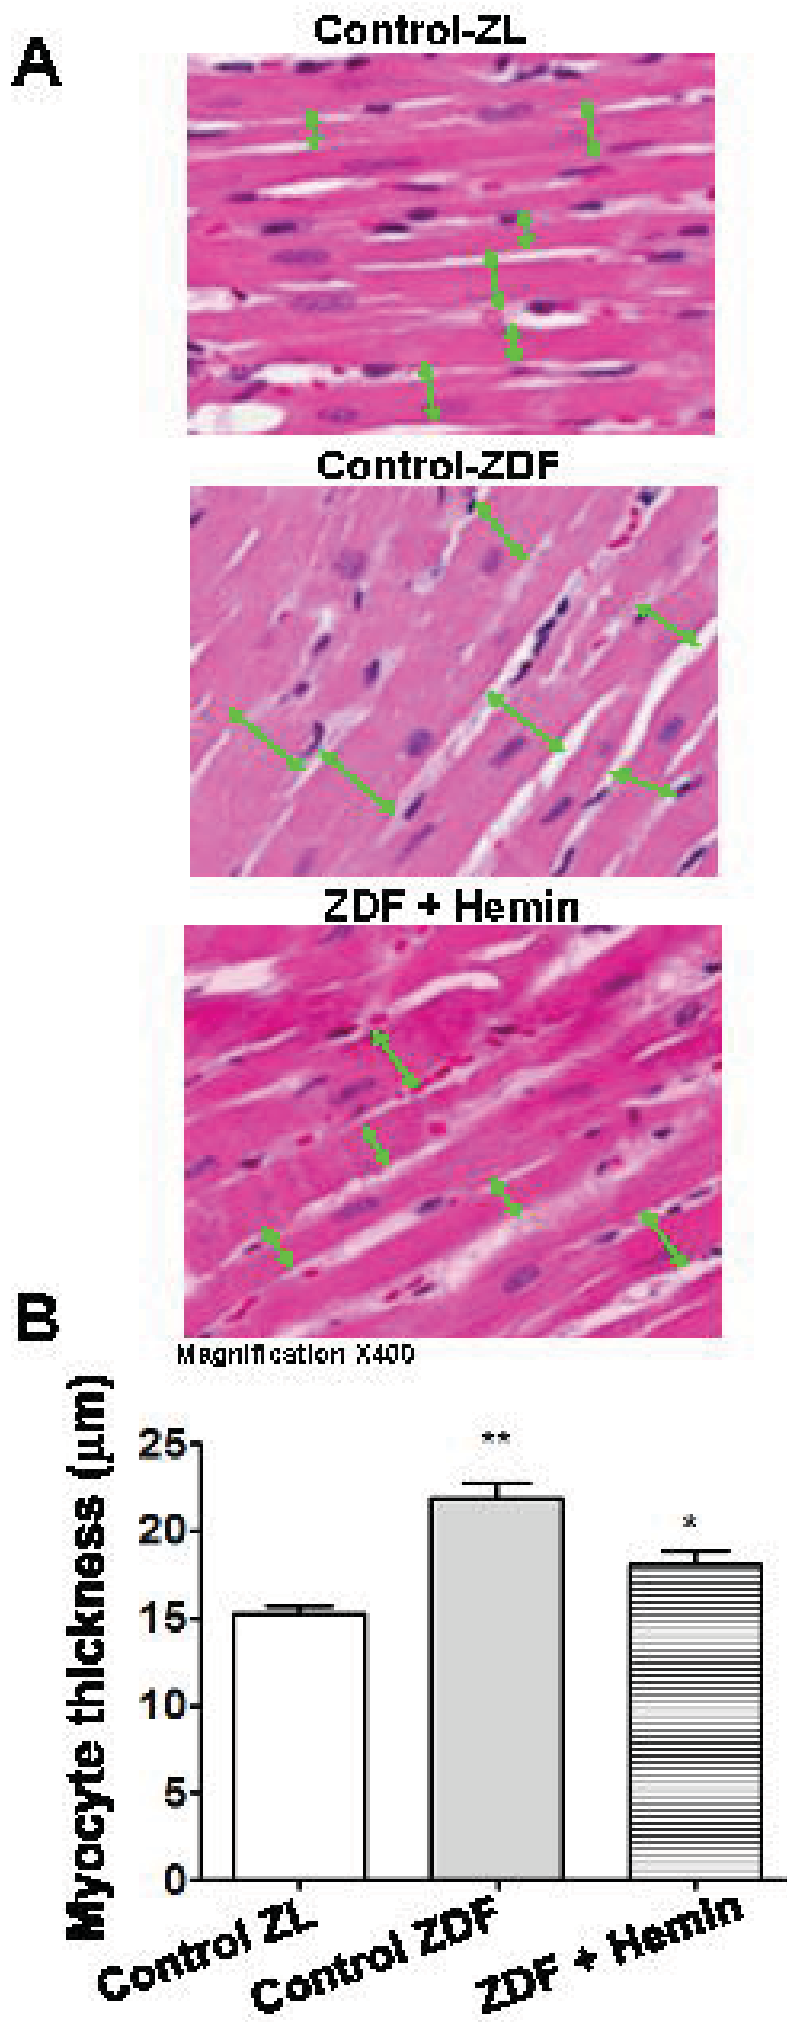 A
Control-ZL
Control-ZDF
ZDF + Hemin
Magnification X400
B
Myocyte thickness (µm)
25
20
15
10
5
0
**
*
Control ZL
Control ZDF
ZDF + Hemin